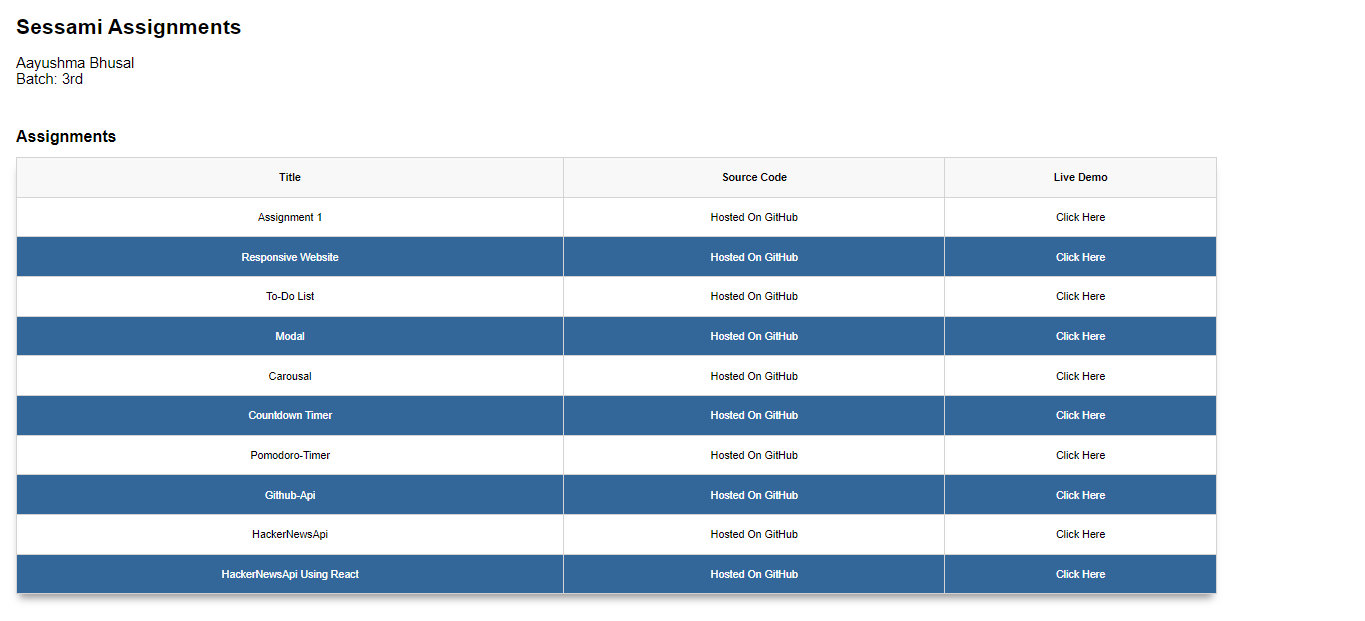 Sessami Assignments
Aayushma Bhusal
Batch: 3rd
Assignments
Title Source Code Live Demo
Assignment 1 Hosted On GitHub Click Here
Responsive Website Hosted On GitHub Click Here
To-Do List Hosted On GitHub Click Here
Modal Hosted On GitHub Click Here
Carousal Hosted On GitHub Click Here
Countdown Timer Hosted On GitHub Click Here
Pomodoro-Timer Hosted On GitHub Click Here
Github-Api Hosted On GitHub Click Here
HackerNewsApi Hosted On GitHub Click Here
HackerNewsApi Using React Hosted On GitHub Click Here